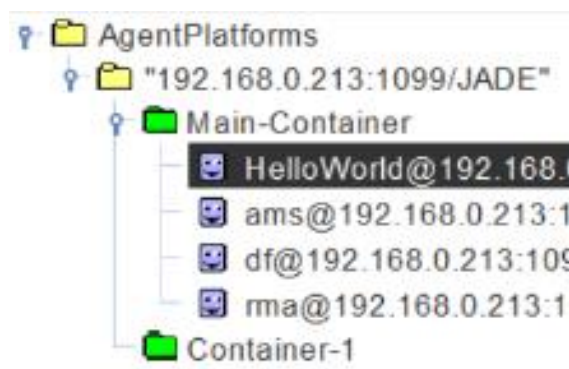 AgentPlatforms
"192.168.0.213:1099/JADE"
Main-Container
HelloWorld@192.168.
ams@192.168.0.213:1
df@192.168.0.213:109
rma@192.168.0.213:1
Container-1